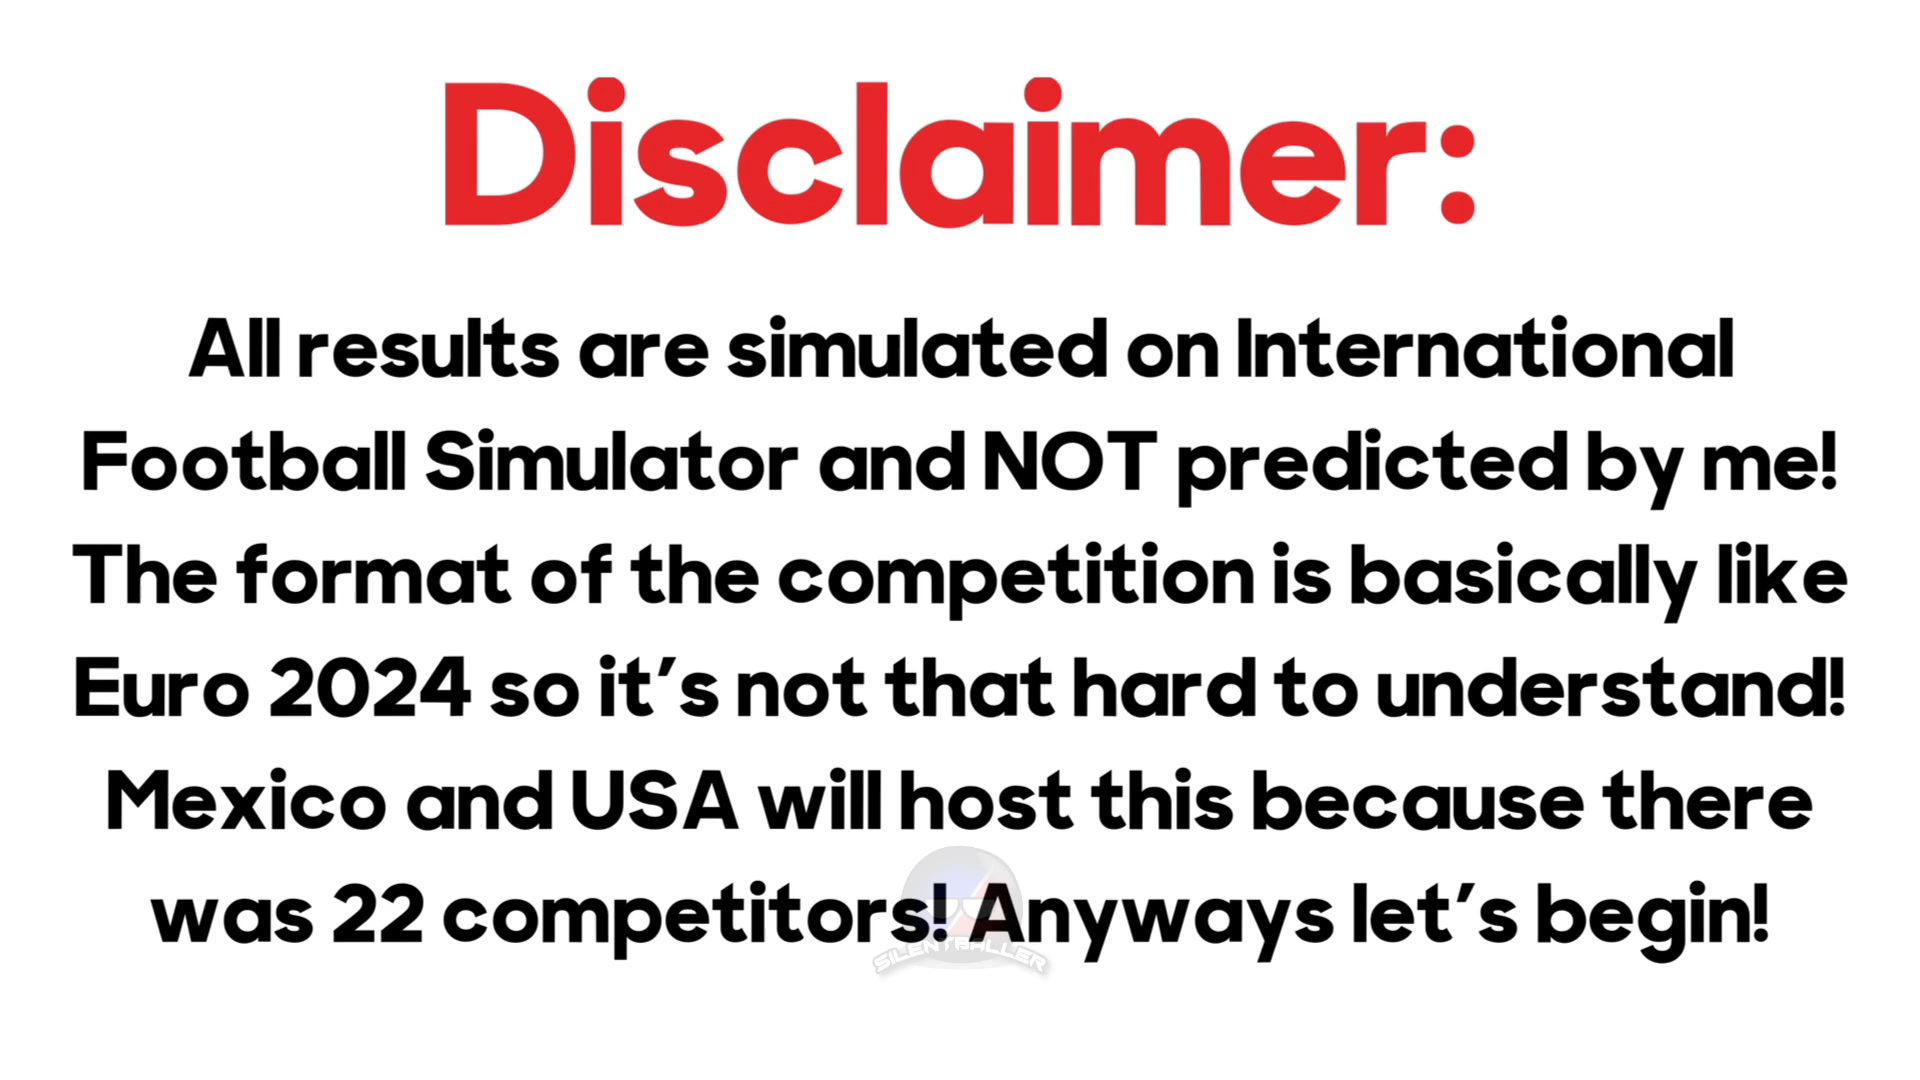 Disclaimer:
All results are simulated on International
Football Simulator and NOT predicted by me!
The format of the competition is basically like
Euro 2024 so it’s not that hard to understand!
Mexico and USA will host this because there
was 22 competitors! Anyways let’s begin!
SILENTBALLER